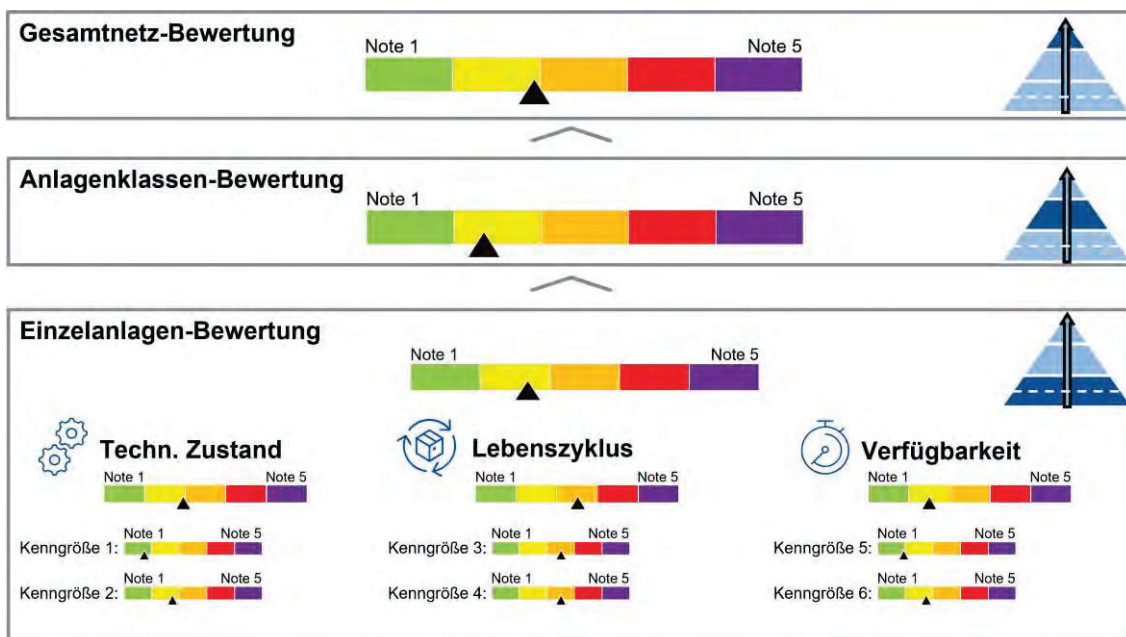 Gesamtnetz-Bewertung
Note 1 Note 5
Anlagenklassen-Bewertung
Note 1 Note 5
Einzelanlagen-Bewertung
Note 1 Note 5
Techn. Zustand Lebenszyklus Verfügbarkeit
Note 1 Note 5 Note 1 Note 5 Note 1 Note 5
Note 1 Note 5 Note 1 Note 5 Note 1 Note 5
Kenngröße 1: Kenngröße 3: Kenngröße 5:
Note 1 Note 5 Note 1 Note 5 Note 1 Note 5
Kenngröße 2: Kenngröße 4: Kenngröße 6: